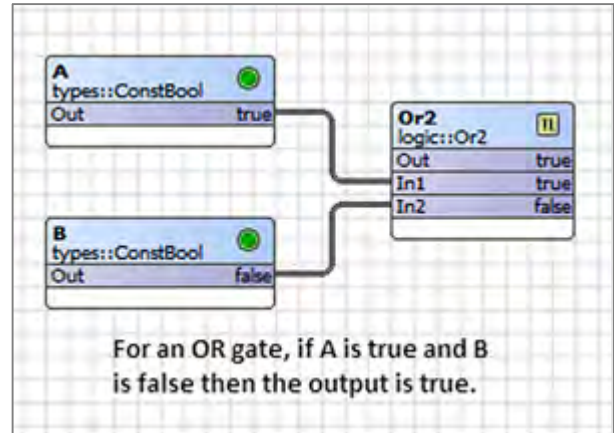 A
types::ConstBool
Out true
Or2
logic::Or2
Out true
In1 true
In2 false
B
types::ConstBool
Out false
For an OR gate, if A is true and B
is false then the output is true.